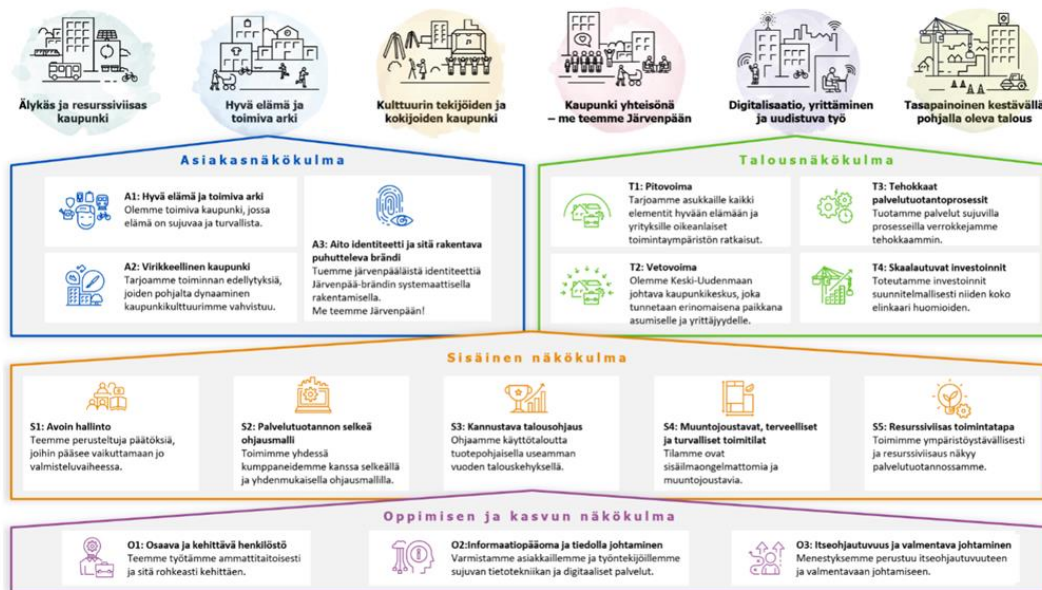 Älykäs ja resurssiviisas
kaupunki
Hyvä elämä ja
toimiva arki
Kulttuurin tekijöiden ja
kokijoiden kaupunki
Kaupunki yhteisönä
– me teemme Järvenpään
Digitalisaatio, yrittäminen
ja uudistuva työ
Tasapainoinen kestävällä
pohjalla oleva talous
Asiakasnäkökulma
A1: Hyvä elämä ja toimiva arki
Olemme toimiva kaupunki, jossa
elämä on sujuvaa ja turvallista.
A2: Virikkeellinen kaupunki
Tarjoamme toiminnan edellytyksiä,
joiden pohjalta dynaaminen
kaupunkikulttuurimme vahvistuu.
A3: Aito identiteetti ja sitä rakentava
puhutteleva brändi
Tuemme järvenpääläistä identiteettiä
Järvenpää-brändin systemaattisella
rakentamisella.
Me teemme Järvenpään!
Talousnäkökulma
T1: Pitovoima
Tarjoamme asukkaille kaikki
elementit hyvään elämään ja
yrityksille oikeanlaiset
toimintaympäristön ratkaisut.
T2: Vetovoima
Olemme Keski-Uudenmaan
johtava kaupunkikeskus, joka
tunnetaan erinomaisena paikkana
asumiselle ja yrittäjyydelle.
T3: Tehokkaat
palvelutuotantoprosessit
Tuotamme palvelut sujuvilla
prosesseilla verrokkejamme
tehokkaammin.
T4: Skaalautuvat investoinnit
Toteutamme investoinnit
suunnitelmallisesti niiden koko
elinkaari huomioiden.
Sisäinen näkökulma
S1: Avoin hallinto
Teemme perusteltuja päätöksiä,
joihin pääsee vaikuttamaan jo
valmisteluvaiheessa.
S2: Palvelutuotannon selkeä
ohjausmalli
Toimimme yhdessä
kumppaneidemme kanssa selkeällä
ja yhdenmukaisella ohjausmallilla.
S3: Kannustava talousohjaus
Ohjaamme käyttötaloutta
tuotepohjaisella useamman
vuoden talouskehyksellä.
S4: Muuntojoustavat, terveelliset
ja turvalliset toimitilat
Tilamme ovat
sisäilmaongelmattomia ja
muuntojoustavia.
S5: Resurssiviisas toimintatapa
Toimimme ympäristöystävällisesti
ja resurssiviisaus näkyy
palvelutuotannossamme.
Oppimisen ja kasvun näkökulma
O1: Osaava ja kehittävä henkilöstö
Teemme työtämme ammattitaitoisesti
ja sitä rohkeasti kehittäen.
O2:Informaatiopääoma ja tiedolla johtaminen
Varmistamme asiakkaillemme ja työntekijöillemme
sujuvan tietotekniikan ja digitaaliset palvelut.
O3: Itseohjautuvuus ja valmentava johtaminen
Menestyksemme perustuu itseohjautuvuuteen
ja valmentavaan johtamiseen.